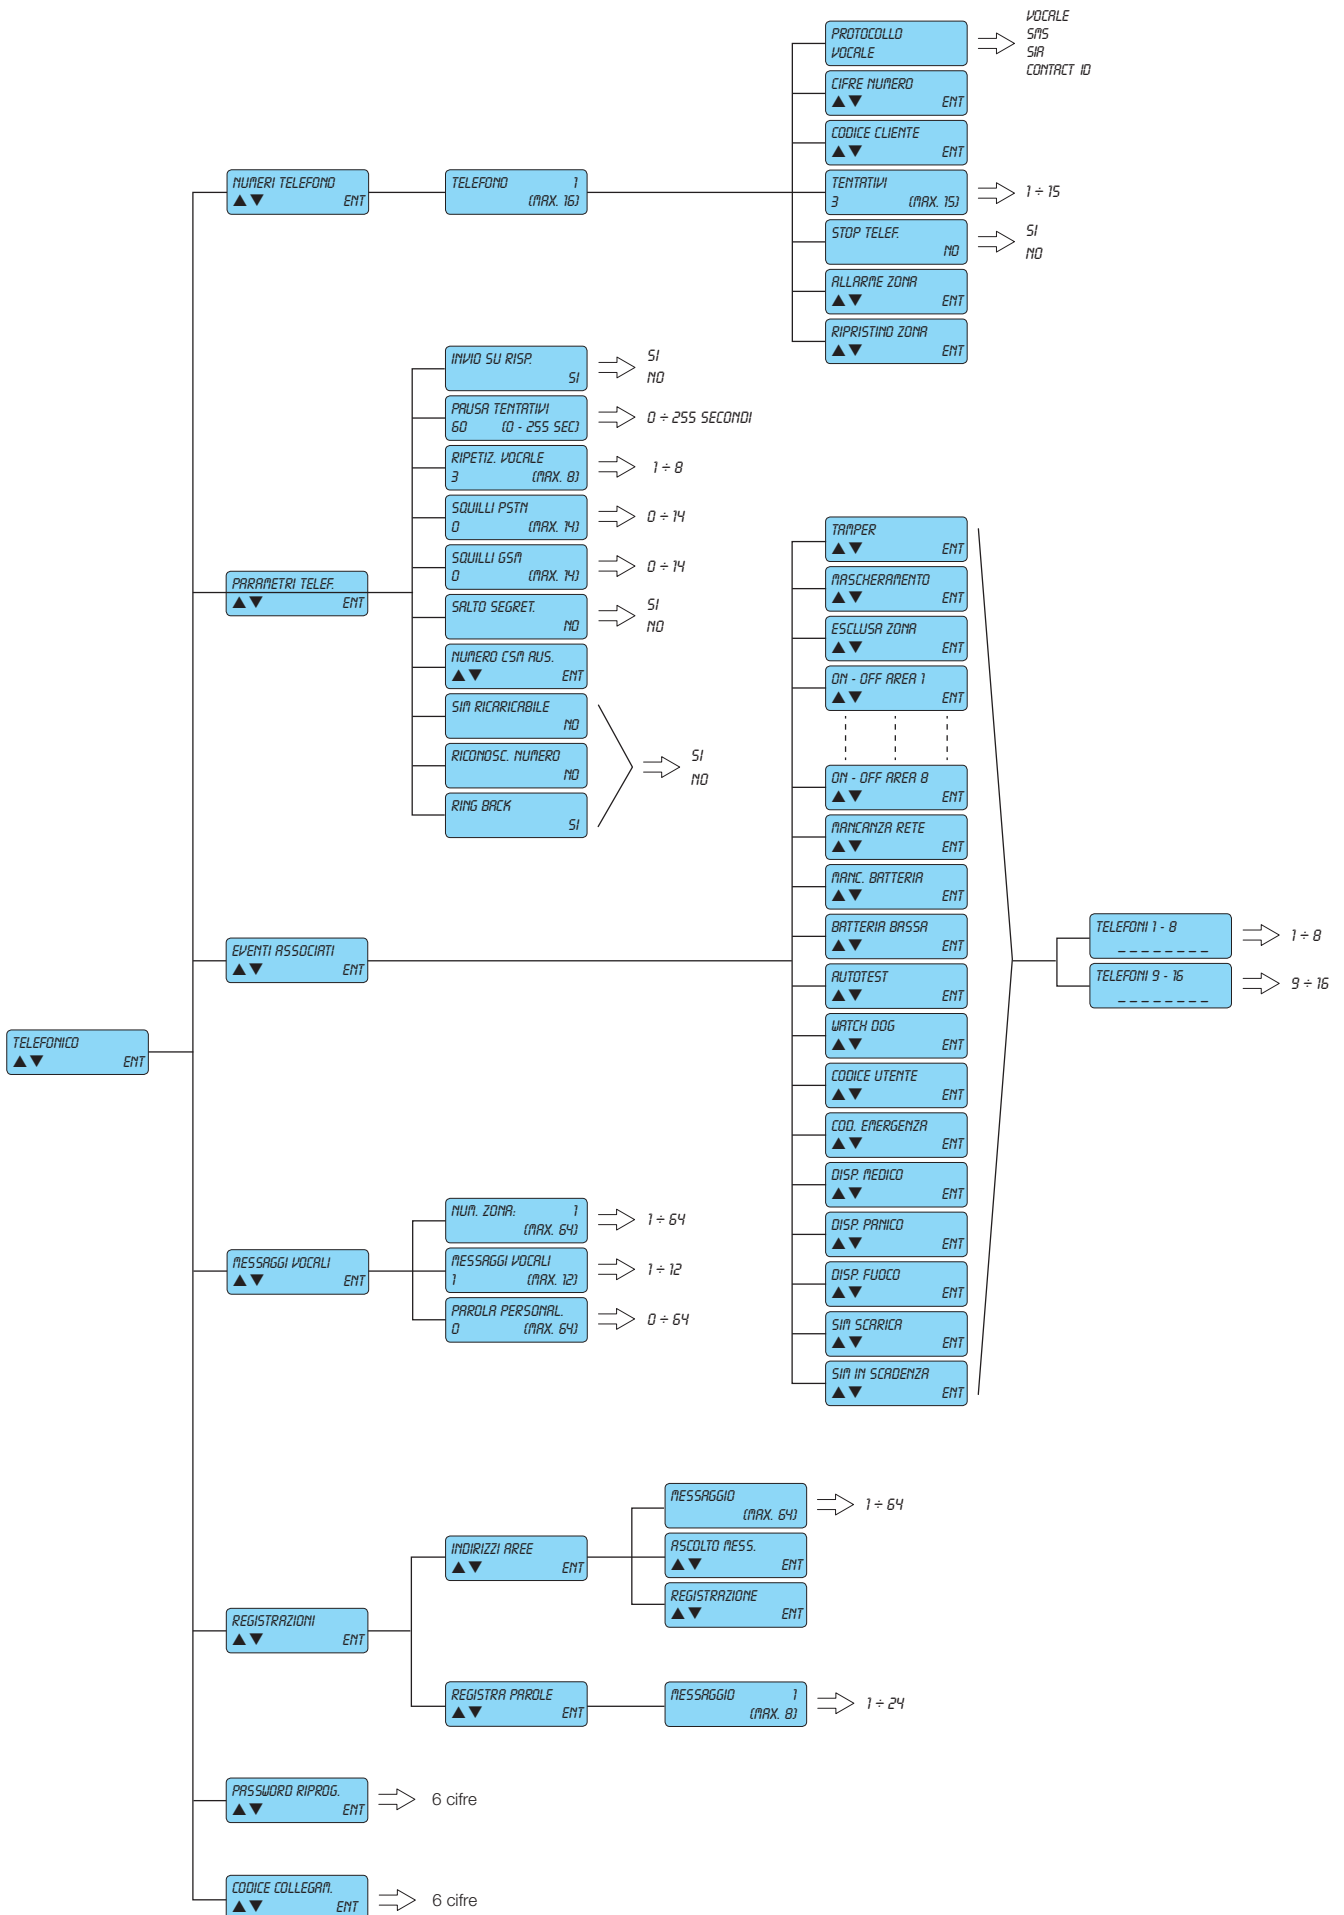 TELEFONICO
▲▼ ENT
NUMERI TELEFONO
▲▼ ENT
TELEFONO 1
(MAX. 16)
PROTOCOLLO
VOCALE
VOCALE
SMS
SIA
CONTACT ID
CIFRE NUMERO
▲▼ ENT
CODICE CLIENTE
▲▼ ENT
TENTATIVI
3 (MAX. 15)
1 ÷ 15
STOP TELEF.
NO
SI
NO
ALLARME ZONA
▲▼ ENT
RIPRISTINO ZONA
▲▼ ENT
PARAMETRI TELEF.
▲▼ ENT
INVIO SU RISP.
SI
SI
NO
PAUSA TENTATIVI
60 (0 - 255 SEC)
0 ÷ 255 SECONDI
RIPETIZ. VOCALE
3 (MAX. 8)
1 ÷ 8
SQUILLI PSTN
0 (MAX. 14)
0 ÷ 14
SQUILLI GSM
0 (MAX. 14)
0 ÷ 14
SALTO SEGRET.
NO
SI
NO
NUMERO CSM AUS.
▲▼ ENT
SIM RICARICABILE
NO
RICONOSC. NUMERO
NO
RING BACK
SI
SI
NO
EVENTI ASSOCIATI
▲▼ ENT
TAMPER
▲▼ ENT
MASCHERAMENTO
▲▼ ENT
ESCLUSA ZONA
▲▼ ENT
ON - OFF AREA 1
▲▼ ENT
ON - OFF AREA 8
▲▼ ENT
MANCANZA RETE
▲▼ ENT
MANC. BATTERIA
▲▼ ENT
BATTERIA BASSA
▲▼ ENT
AUTOTEST
▲▼ ENT
WATCH DOG
▲▼ ENT
CODICE UTENTE
▲▼ ENT
COD. EMERGENZA
▲▼ ENT
DISP. MEDICO
▲▼ ENT
DISP. PANICO
▲▼ ENT
DISP. FUOCO
▲▼ ENT
SIM SCARICA
▲▼ ENT
SIM IN SCADENZA
▲▼ ENT
TELEFONI 1 - 8
_ _ _ _ _ _ _ _
1 ÷ 8
TELEFONI 9 - 16
_ _ _ _ _ _ _ _
9 ÷ 16
MESSAGGI VOCALI
▲▼ ENT
NUM. ZONA: 1
(MAX. 64)
1 ÷ 64
MESSAGGI VOCALI
1 (MAX. 12)
1 ÷ 12
PAROLA PERSONAL.
0 (MAX. 64)
0 ÷ 64
REGISTRAZIONI
▲▼ ENT
INDIRIZZI AREE
▲▼ ENT
MESSAGGIO
(MAX. 64)
1 ÷ 64
ASCOLTO MESS.
▲▼ ENT
REGISTRAZIONE
▲▼ ENT
REGISTRA PAROLE
▲▼ ENT
MESSAGGIO 1
(MAX. 8)
1 ÷ 24
PASSWORD RIPROG.
▲▼ ENT
6 cifre
CODICE COLLEGAM.
▲▼ ENT
6 cifre